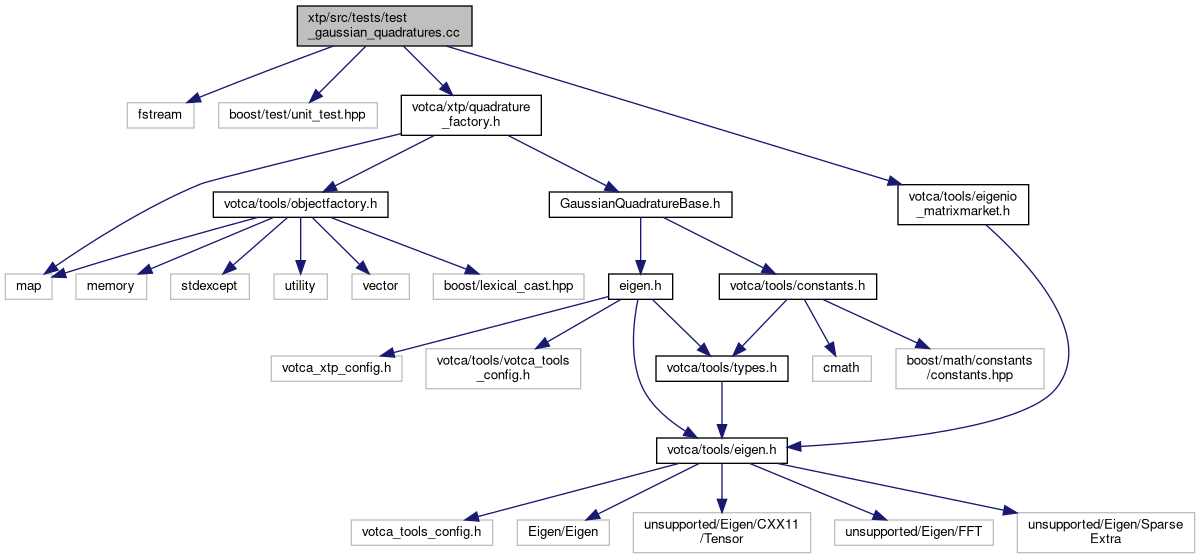 xtp/src/tests/test
_gaussian_quadratures.cc
fstream
boost/test/unit_test.hpp
votca/xtp/quadrature
_factory.h
votca/tools/objectfactory.h
GaussianQuadratureBase.h
votca/tools/eigenio
_matrixmarket.h
map
memory
stdexcept
utility
vector
boost/lexical_cast.hpp
eigen.h
votca/tools/constants.h
votca_xtp_config.h
votca/tools/votca_tools
_config.h
votca/tools/types.h
cmath
boost/math/constants
/constants.hpp
votca/tools/eigen.h
votca_tools_config.h
Eigen/Eigen
unsupported/Eigen/CXX11
/Tensor
unsupported/Eigen/FFT
unsupported/Eigen/Sparse
Extra